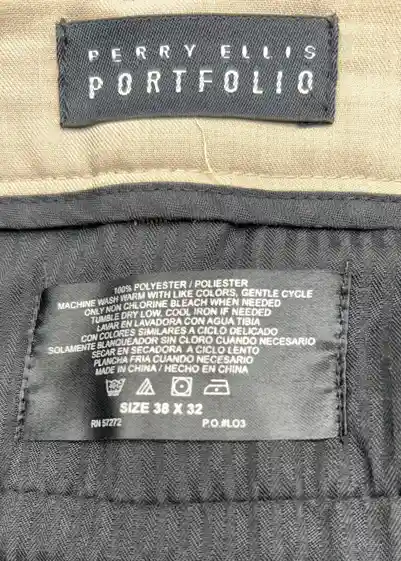 PERRY ELLIS
PORTFOLIO
100% POLYESTER / POLIESTER
MACHINE WASH WARM WITH LIKE COLORS, GENTLE CYCLE
ONLY NON CHLORINE BLEACH WHEN NEEDED
TUMBLE DRY LOW, COOL IRON IF NEEDED
LAVAR EN LAVADORA CON AGUA TIBIA
CON COLORES SIMILARES A CICLO DELICADO
SOLAMENTE BLANQUEADOR SIN CLORO CUANDO NECESARIO
SECAR EN SECADORA A CICLO LENTO
PLANCHA FRIA CUANDO NECESARIO
MADE IN CHINA / HECHO EN CHINA
SIZE 38 X 32
RN 57272 P.O.#LO3